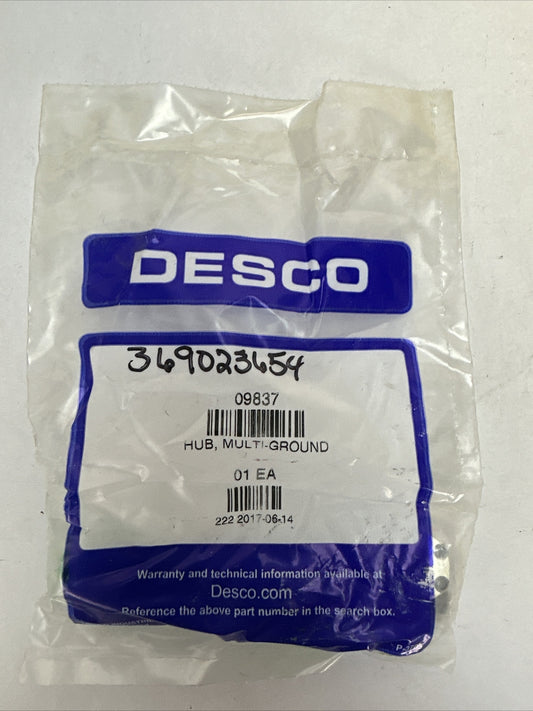 DESCO
369023654
09837
HUB, MULTI-GROUND
01 EA
222 2017-06-14
Warranty and technical information available at
Desco.com
Reference the above part number in the search box.